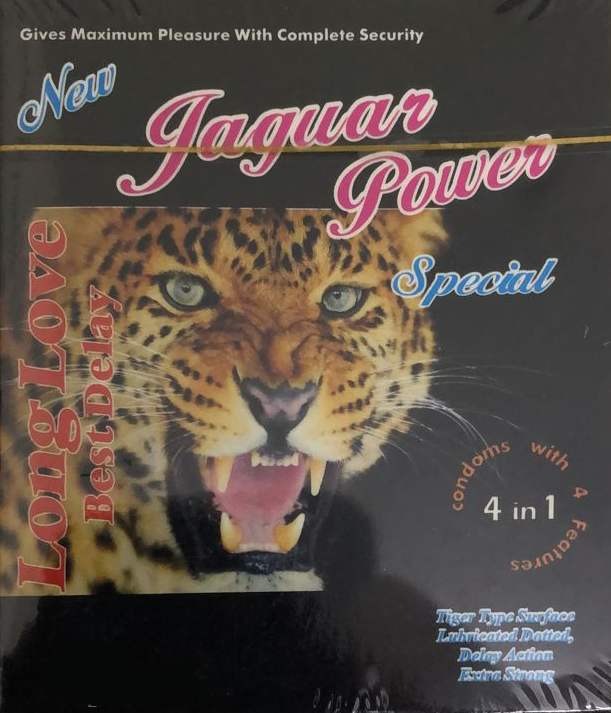 Gives Maximum Pleasure With Complete Security
New
Jaguar
Power
Special
Long Love
Best Delay
condoms with 4 Features
4 in 1
Tiger Type Surface
Lubricated Dotted,
Delay Action
Extra Strong